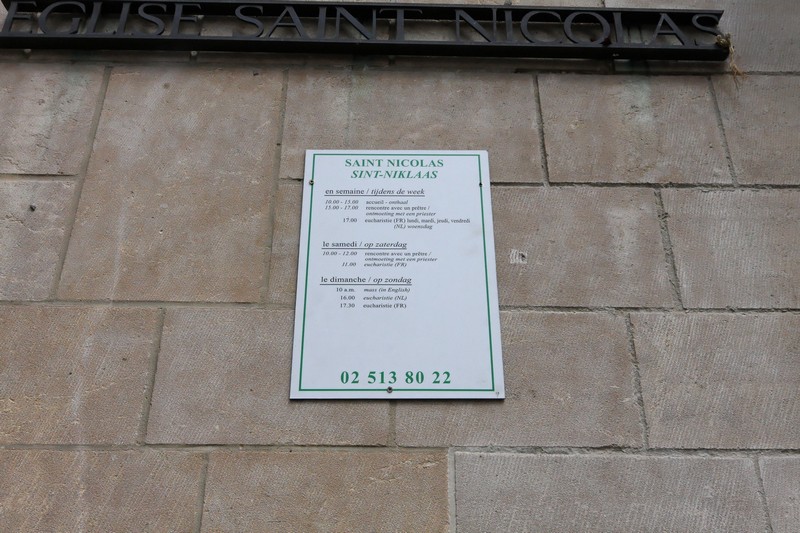 EGLISE SAINT NICOLAS
SAINT NICOLAS
SINT-NIKLAAS
en semaine / tijdens de week
10.00 - 15.00 accueil - onthaal
15.00 - 17.00 rencontre avec un prêtre /
ontmoeting met een priester
17.00 eucharistie (FR) lundi, mardi, jeudi, vendredi
(NL) woensdag
le samedi / op zaterdag
10.00 - 12.00 rencontre avec un prêtre /
ontmoeting met een priester
11.00 eucharistie (FR)
le dimanche / op zondag
10 a.m. mass (in English)
16.00 eucharistie (NL)
17.30 eucharistie (FR)
02 513 80 22